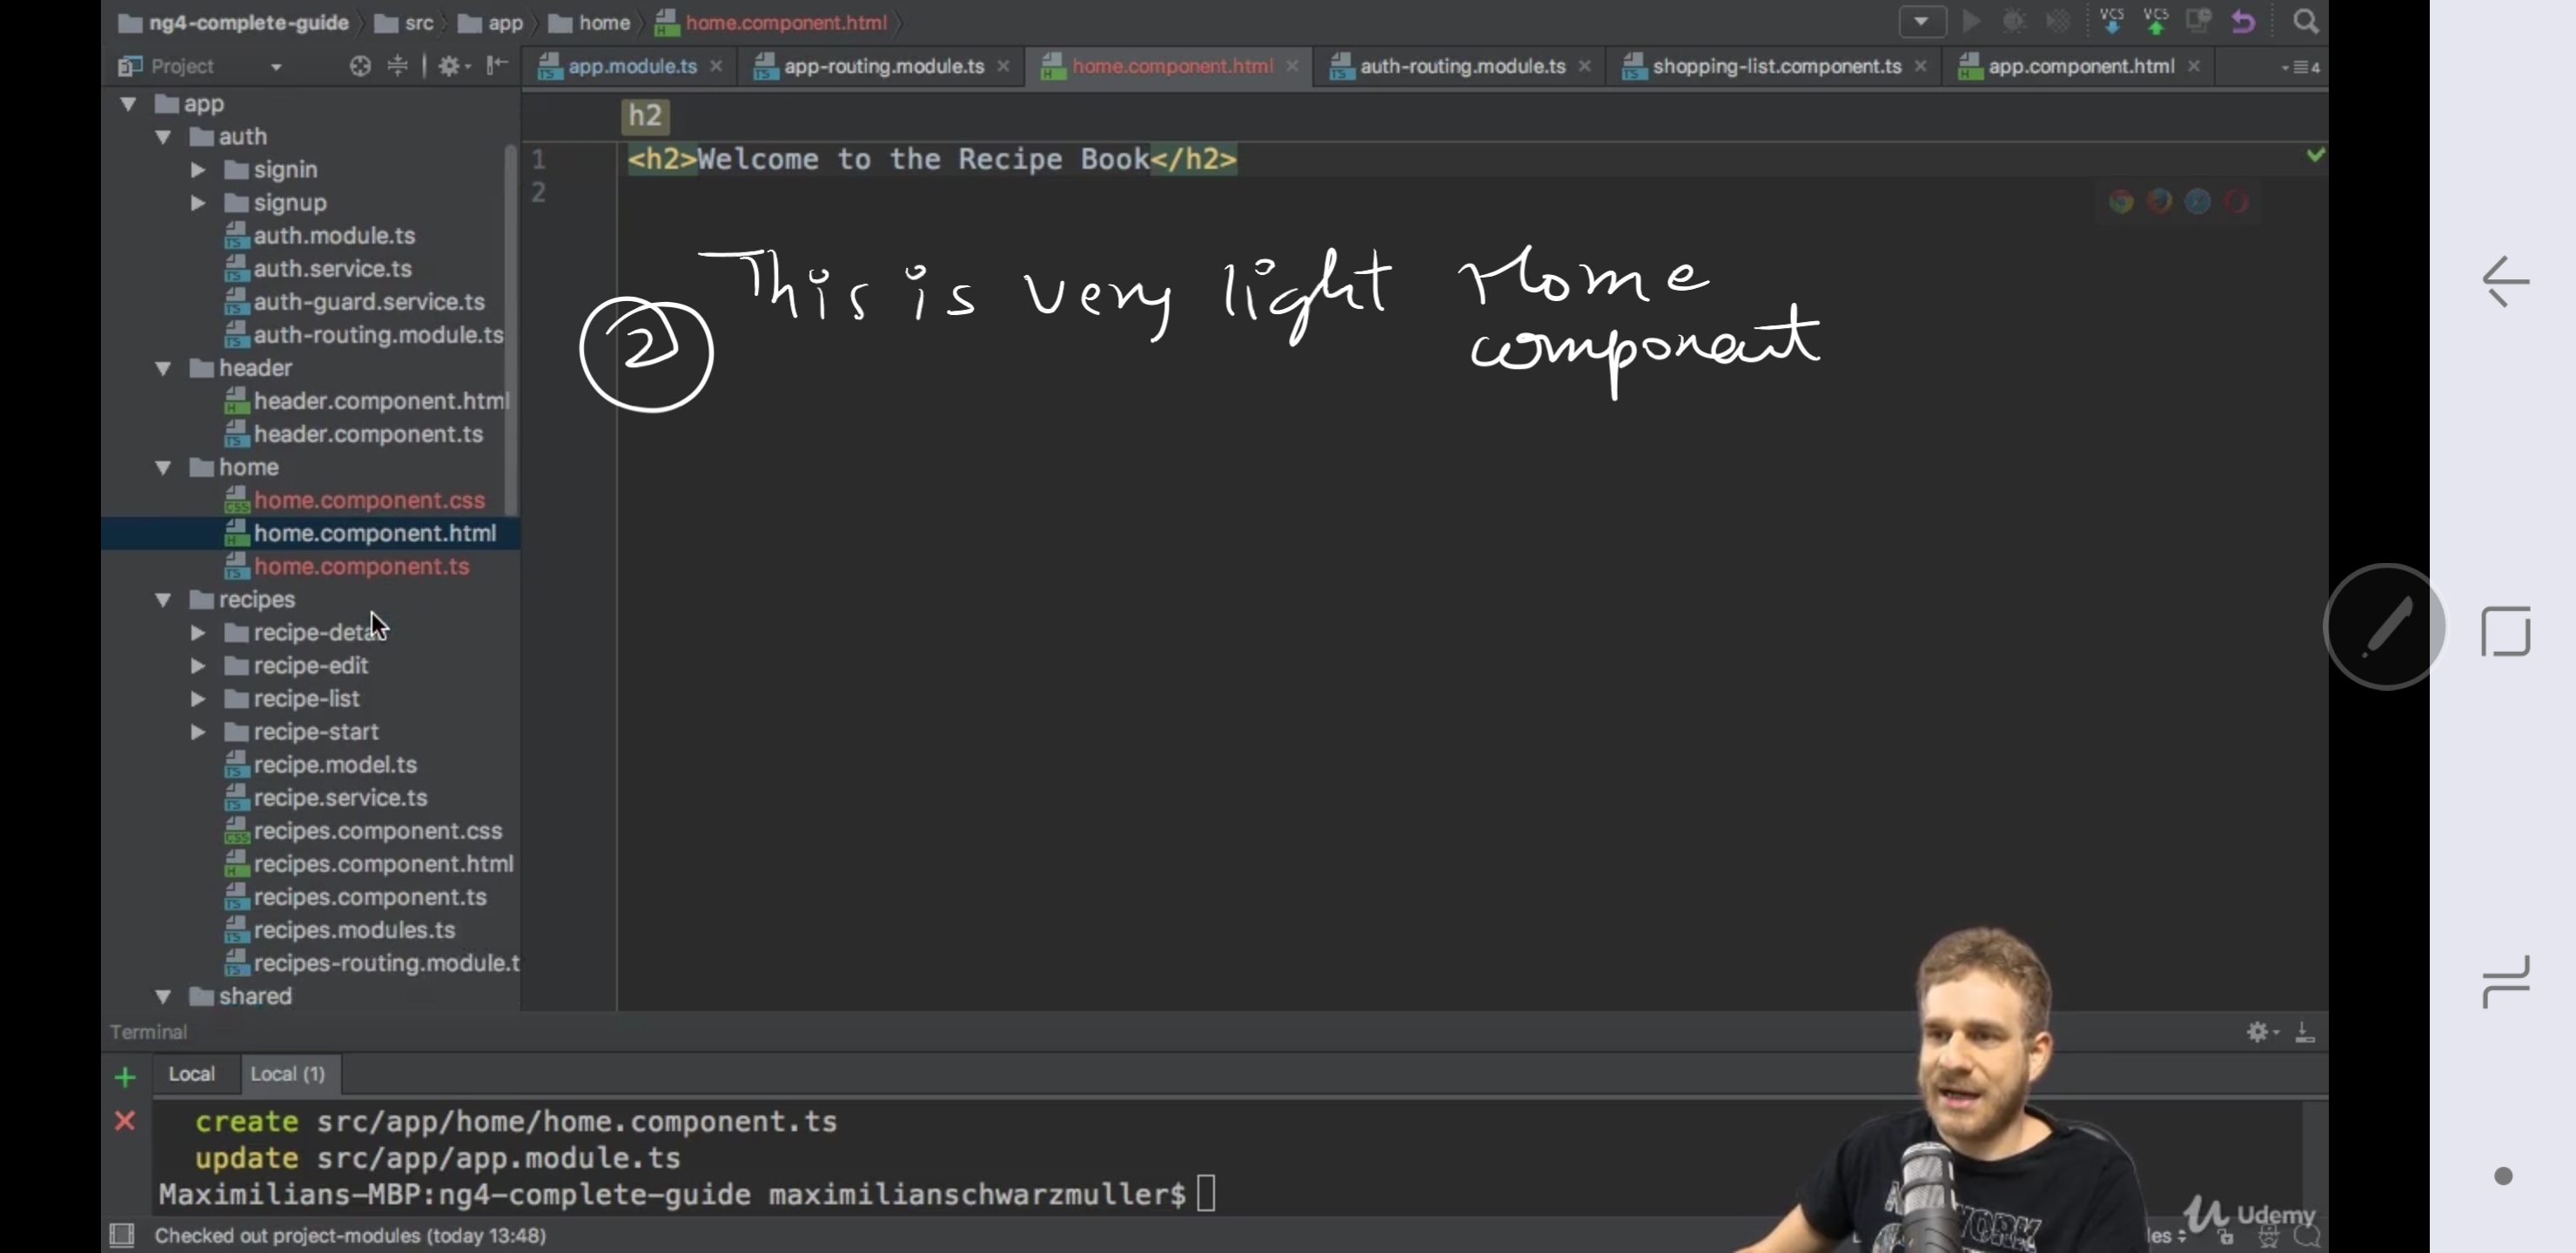 ng4-complete-guide src app home home.component.html
VCS VCS
Project
app.module.ts app-routing.module.ts home.component.html auth-routing.module.ts shopping-list.component.ts app.component.html 4
app
auth
signin
signup
auth.module.ts
auth.service.ts
auth-guard.service.ts
auth-routing.module.ts
header
header.component.html
header.component.ts
home
home.component.css
home.component.html
home.component.ts
recipes
recipe-deta
recipe-edit
recipe-list
recipe-start
recipe.model.ts
recipe.service.ts
recipes.component.css
recipes.component.html
recipes.component.ts
recipes.modules.ts
recipes-routing.module.t
shared
h2
1 <h2>Welcome to the Recipe Book</h2>
2
This is very light Home
② component
Terminal
Local Local (1)
create src/app/home/home.component.ts
update src/app/app.module.ts
Maximilians-MBP:ng4-complete-guide maximilianschwarzmuller$
Checked out project-modules (today 13:48)
Udemy